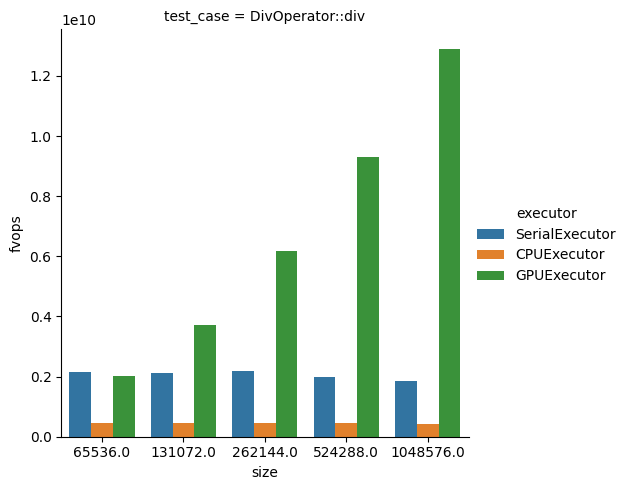 test_case = DivOperator::div
1e10
1.2
1.0
0.8
0.6
0.4
0.2
0.0
fvops
65536.0 131072.0 262144.0 524288.0 1048576.0
size
executor
SerialExecutor
CPUExecutor
GPUExecutor